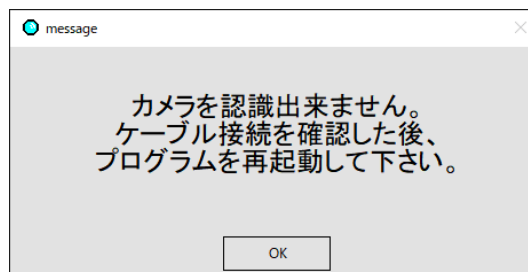 message
カメラを認識出来ません。
ケーブル接続を確認した後、
プログラムを再起動して下さい。
OK